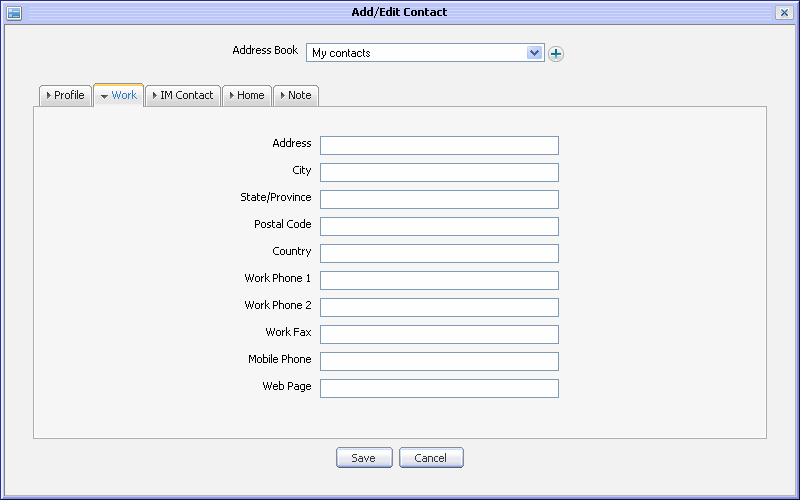 Add/Edit Contact
Address Book My contacts
Profile Work IM Contact Home Note
Address
City
State/Province
Postal Code
Country
Work Phone 1
Work Phone 2
Work Fax
Mobile Phone
Web Page
Save Cancel